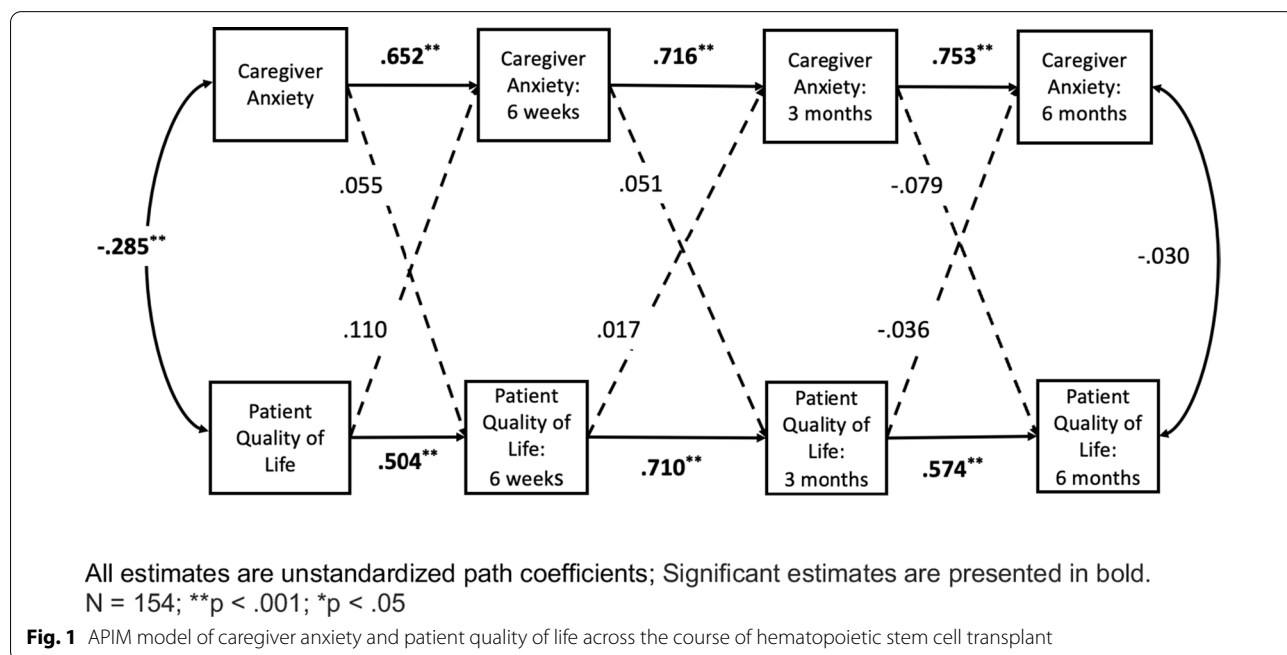 Caregiver
Anxiety
.652**
Caregiver
Anxiety:
6 weeks
.716**
Caregiver
Anxiety:
3 months
.753**
Caregiver
Anxiety:
6 months
.055
.051
-.079
-.285**
-.030
.110
.017
-.036
Patient
Quality of
Life
.504**
Patient
Quality of
Life:
6 weeks
.710**
Patient
Quality of
Life:
3 months
.574**
Patient
Quality of
Life:
6 months
All estimates are unstandardized path coefficients; Significant estimates are presented in bold.
N = 154; **p < .001; *p < .05
Fig. 1 APIM model of caregiver anxiety and patient quality of life across the course of hematopoietic stem cell transplant